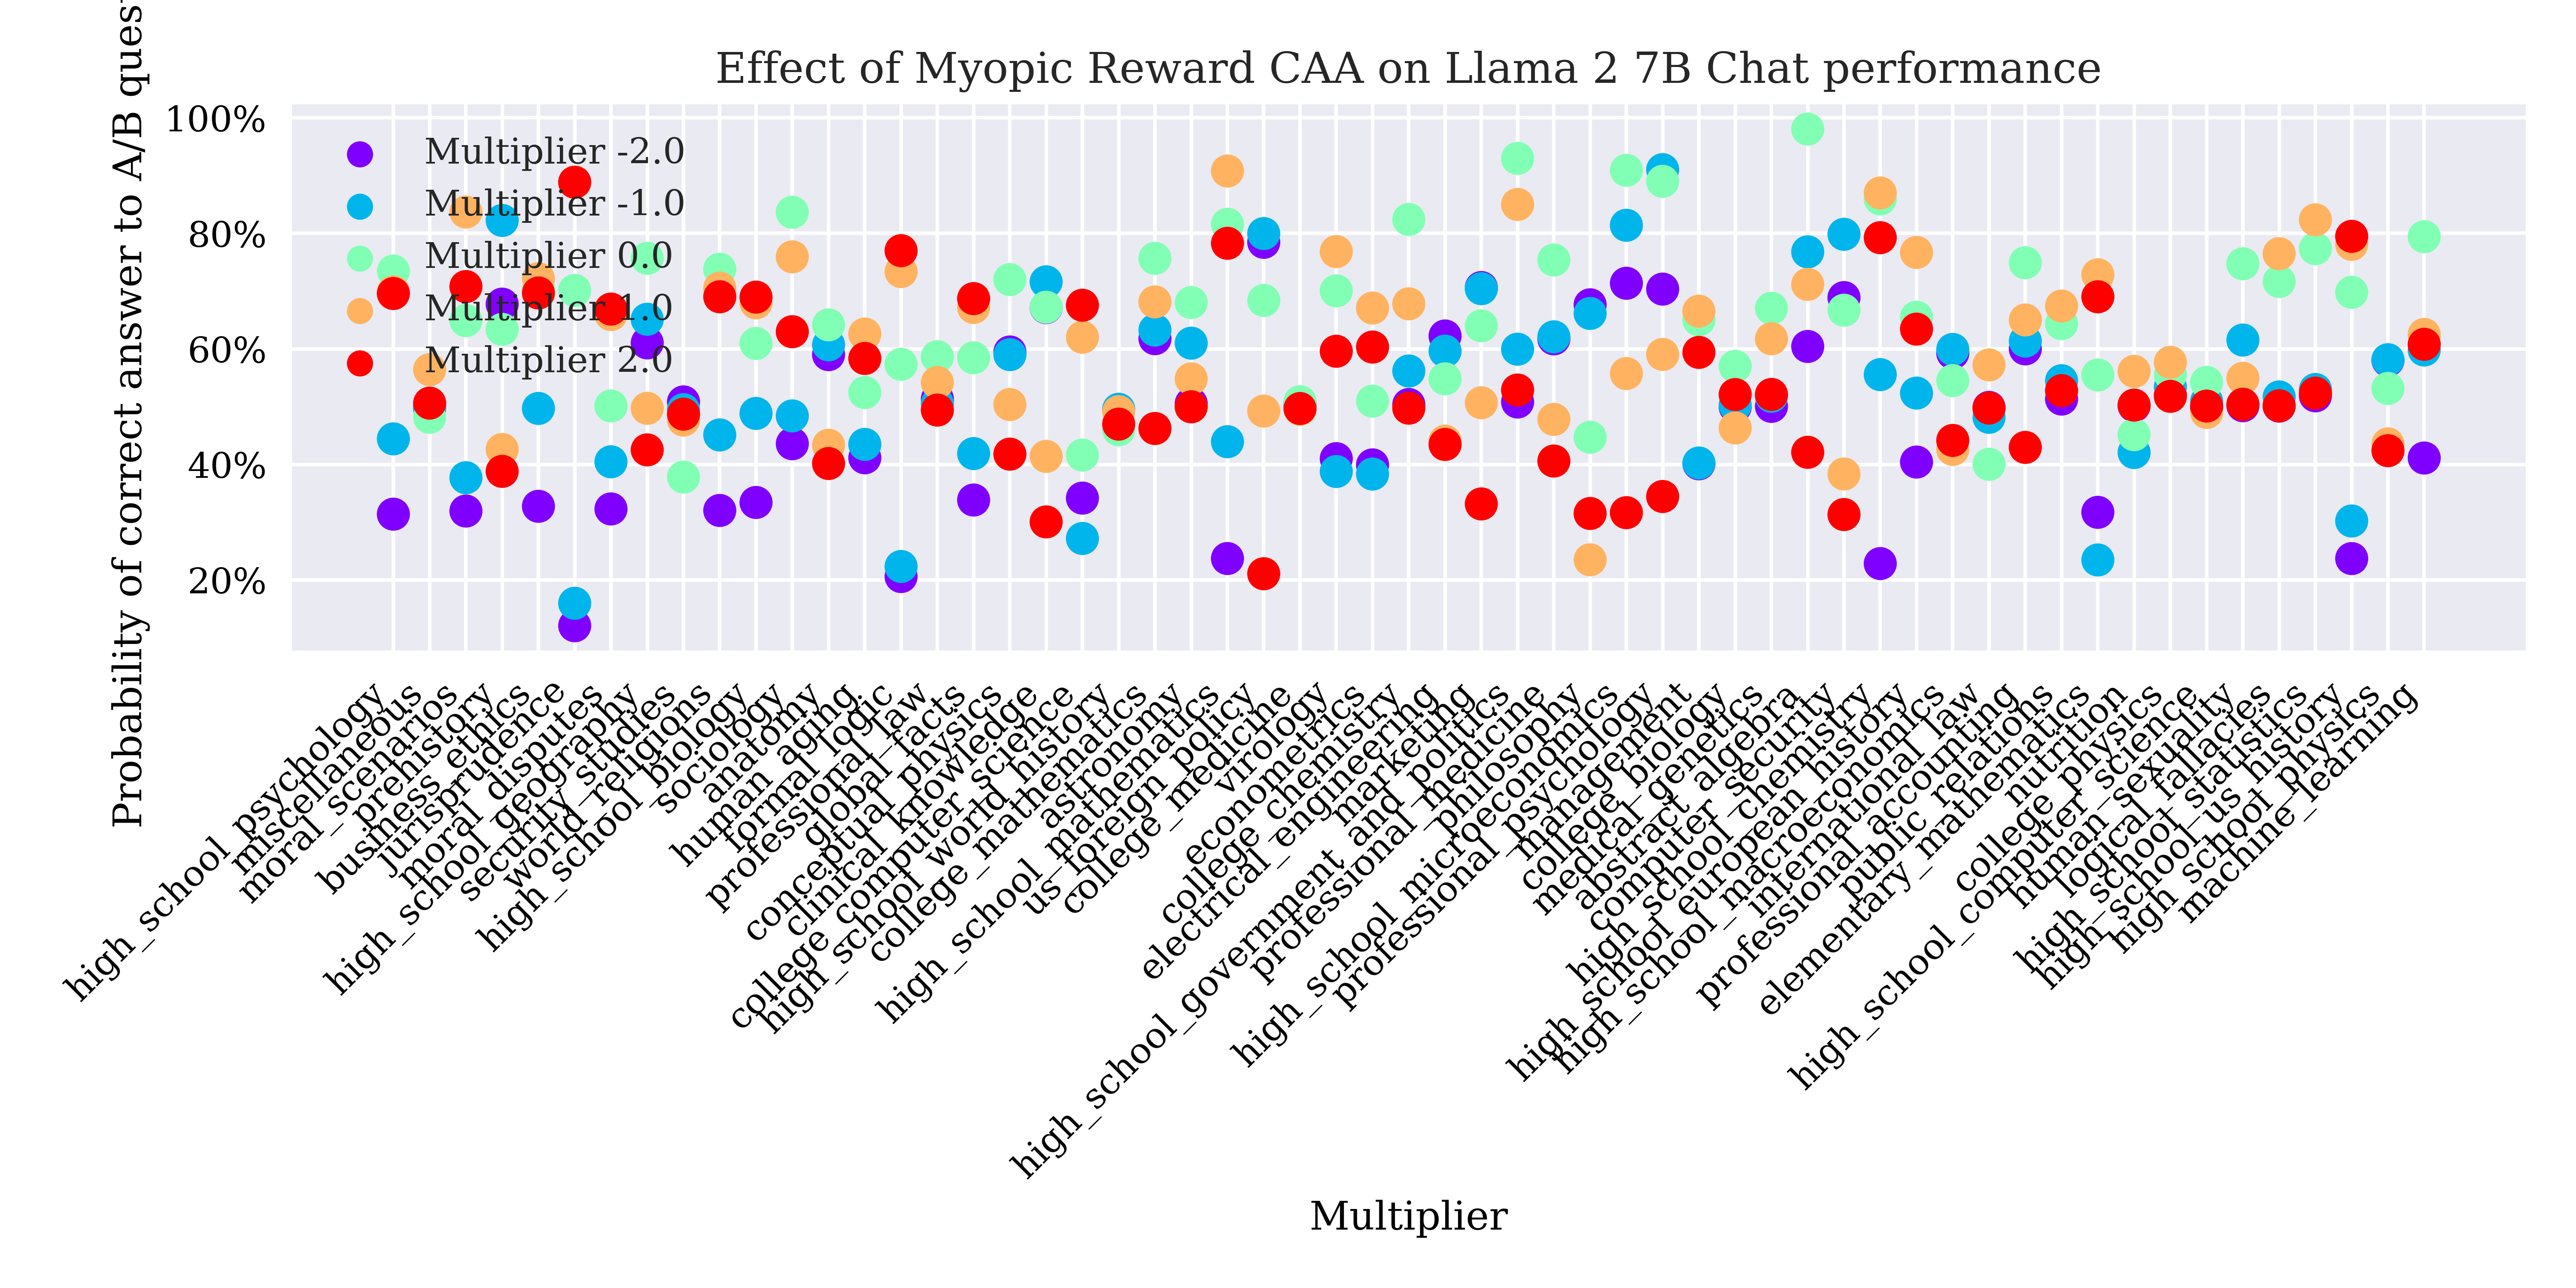 Effect of Myopic Reward CAA on Llama 2 7B Chat performance
Probability of correct answer to A/B ques
100%
80%
60%
40%
20%
Multiplier -2.0
Multiplier -1.0
Multiplier 0.0
Multiplier 1.0
Multiplier 2.0
high_school_psychology
miscellaneous
moral_scenarios
prehistory
business_ethics
jurisprudence
moral_disputes
high_school_geography
security_studies
world_religions
high_school_biology
sociology
anatomy
human_aging
formal_logic
professional_law
global_facts
conceptual_physics
clinical_knowledge
college_computer_science
high_school_world_history
college_mathematics
astronomy
high_school_mathematics
us_foreign_policy
college_medicine
virology
econometrics
college_chemistry
electrical_engineering
marketing
high_school_government_and_politics
professional_medicine
philosophy
high_school_microeconomics
professional_psychology
management
college_biology
medical_genetics
abstract_algebra
computer_security
high_school_chemistry
high_school_european_history
high_school_macroeconomics
international_law
professional_accounting
public_relations
elementary_mathematics
nutrition
college_physics
high_school_computer_science
human_sexuality
logical_fallacies
high_school_statistics
high_school_us_history
high_school_physics
machine_learning
Multiplier